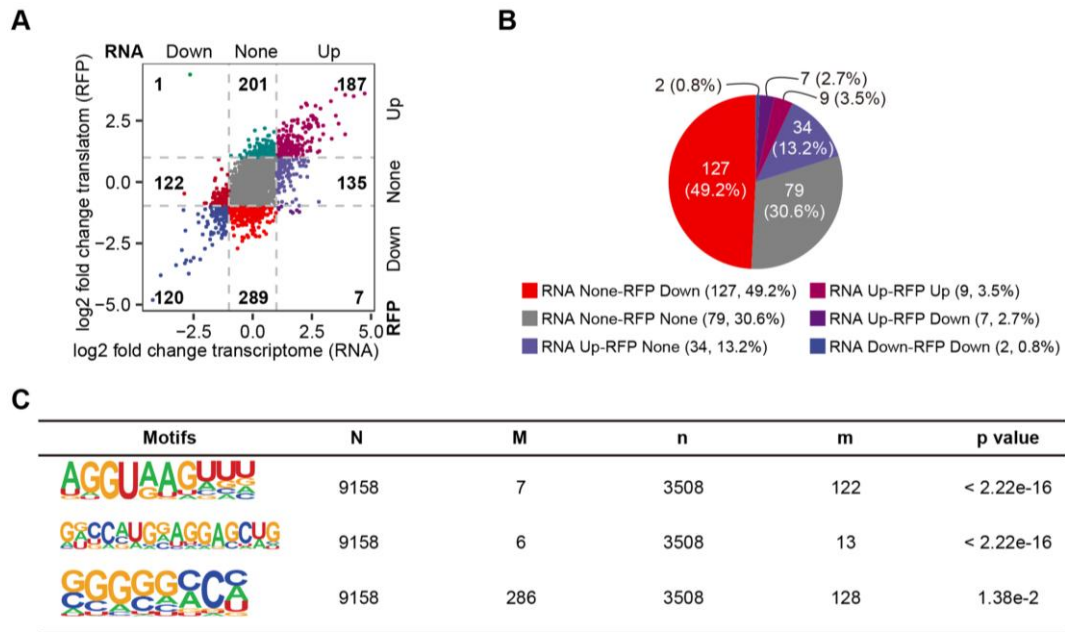 A
RNA Down None Up
1 201 187
122 135
120 289 7
2.5
0.0
−2.5
−5.0
log2 fold change translatom (RFP)
Up
None
Down
RFP
−2.5 0.0 2.5 5.0
log2 fold change transcriptome (RNA)
B
2 (0.8%)
7 (2.7%)
9 (3.5%)
34
(13.2%)
127
(49.2%)
79
(30.6%)
RNA None-RFP Down (127, 49.2%)
RNA None-RFP None (79, 30.6%)
RNA Up-RFP None (34, 13.2%)
RNA Up-RFP Up (9, 3.5%)
RNA Up-RFP Down (7, 2.7%)
RNA Down-RFP Down (2, 0.8%)
C
Motifs N M n m p value
AGGUAAGUUU 9158 7 3508 122 < 2.22e-16
GGCCAUGGAGGAGCUG 9158 6 3508 13 < 2.22e-16
GGGGGCCC 9158 286 3508 128 1.38e-2